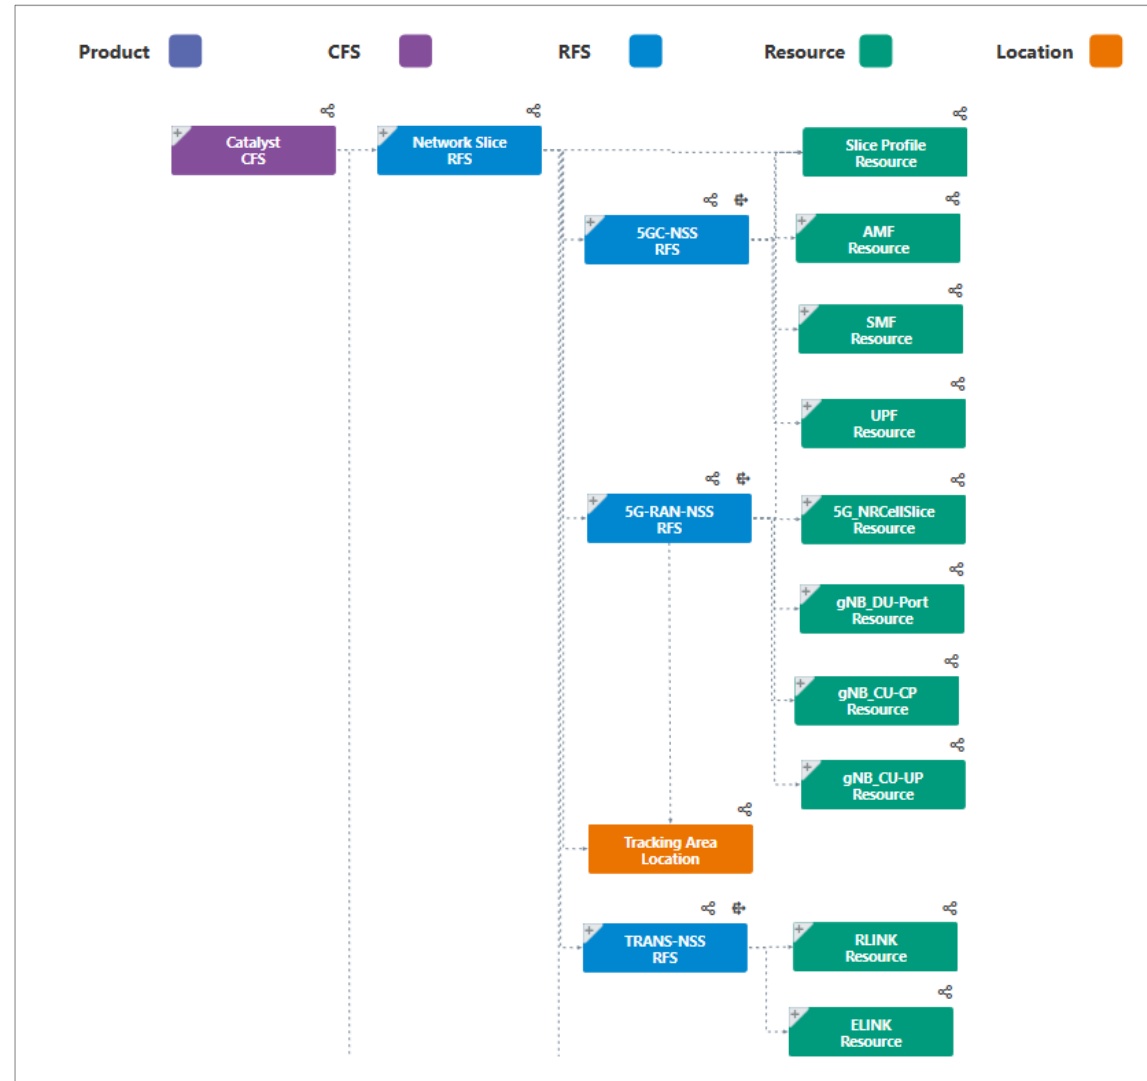 Product
CFS
RFS
Resource
Location
Catalyst
CFS
Network Slice
RFS
Slice Profile
Resource
5GC-NSS
RFS
AMF
Resource
SMF
Resource
UPF
Resource
5G-RAN-NSS
RFS
5G_NRCellSlice
Resource
gNB_DU-Port
Resource
gNB_CU-CP
Resource
gNB_CU-UP
Resource
Tracking Area
Location
TRANS-NSS
RFS
RLINK
Resource
ELINK
Resource